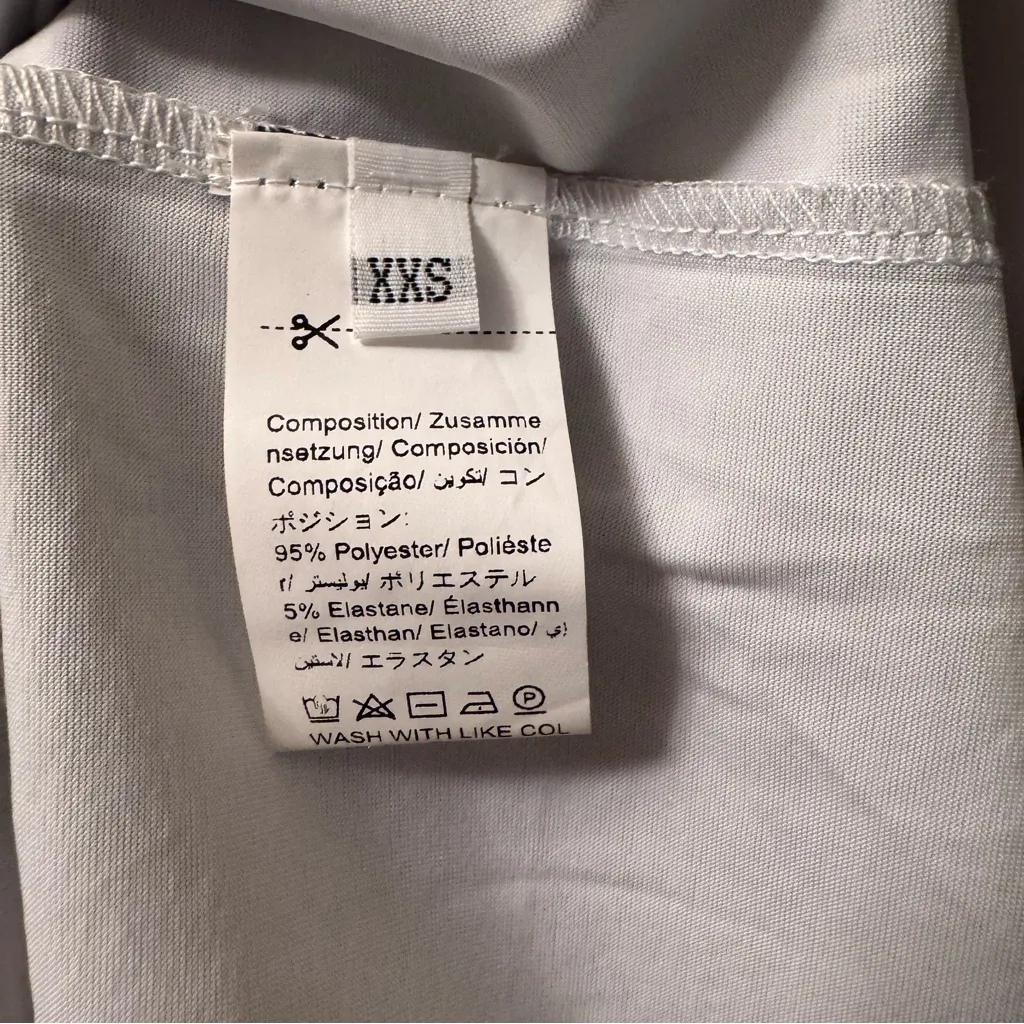 XXS
Composition/ Zusamme
nsetzung/ Composición/
Composição/ تكوين/ コン
ポジション:
95% Polyester/ Poliéste
r/ بوليستر/ ポリエステル
5% Elastane/ Élasthann
e/ Elasthan/ Elastano/ إي
لاستين/ エラスタン
P
WASH WITH LIKE COL